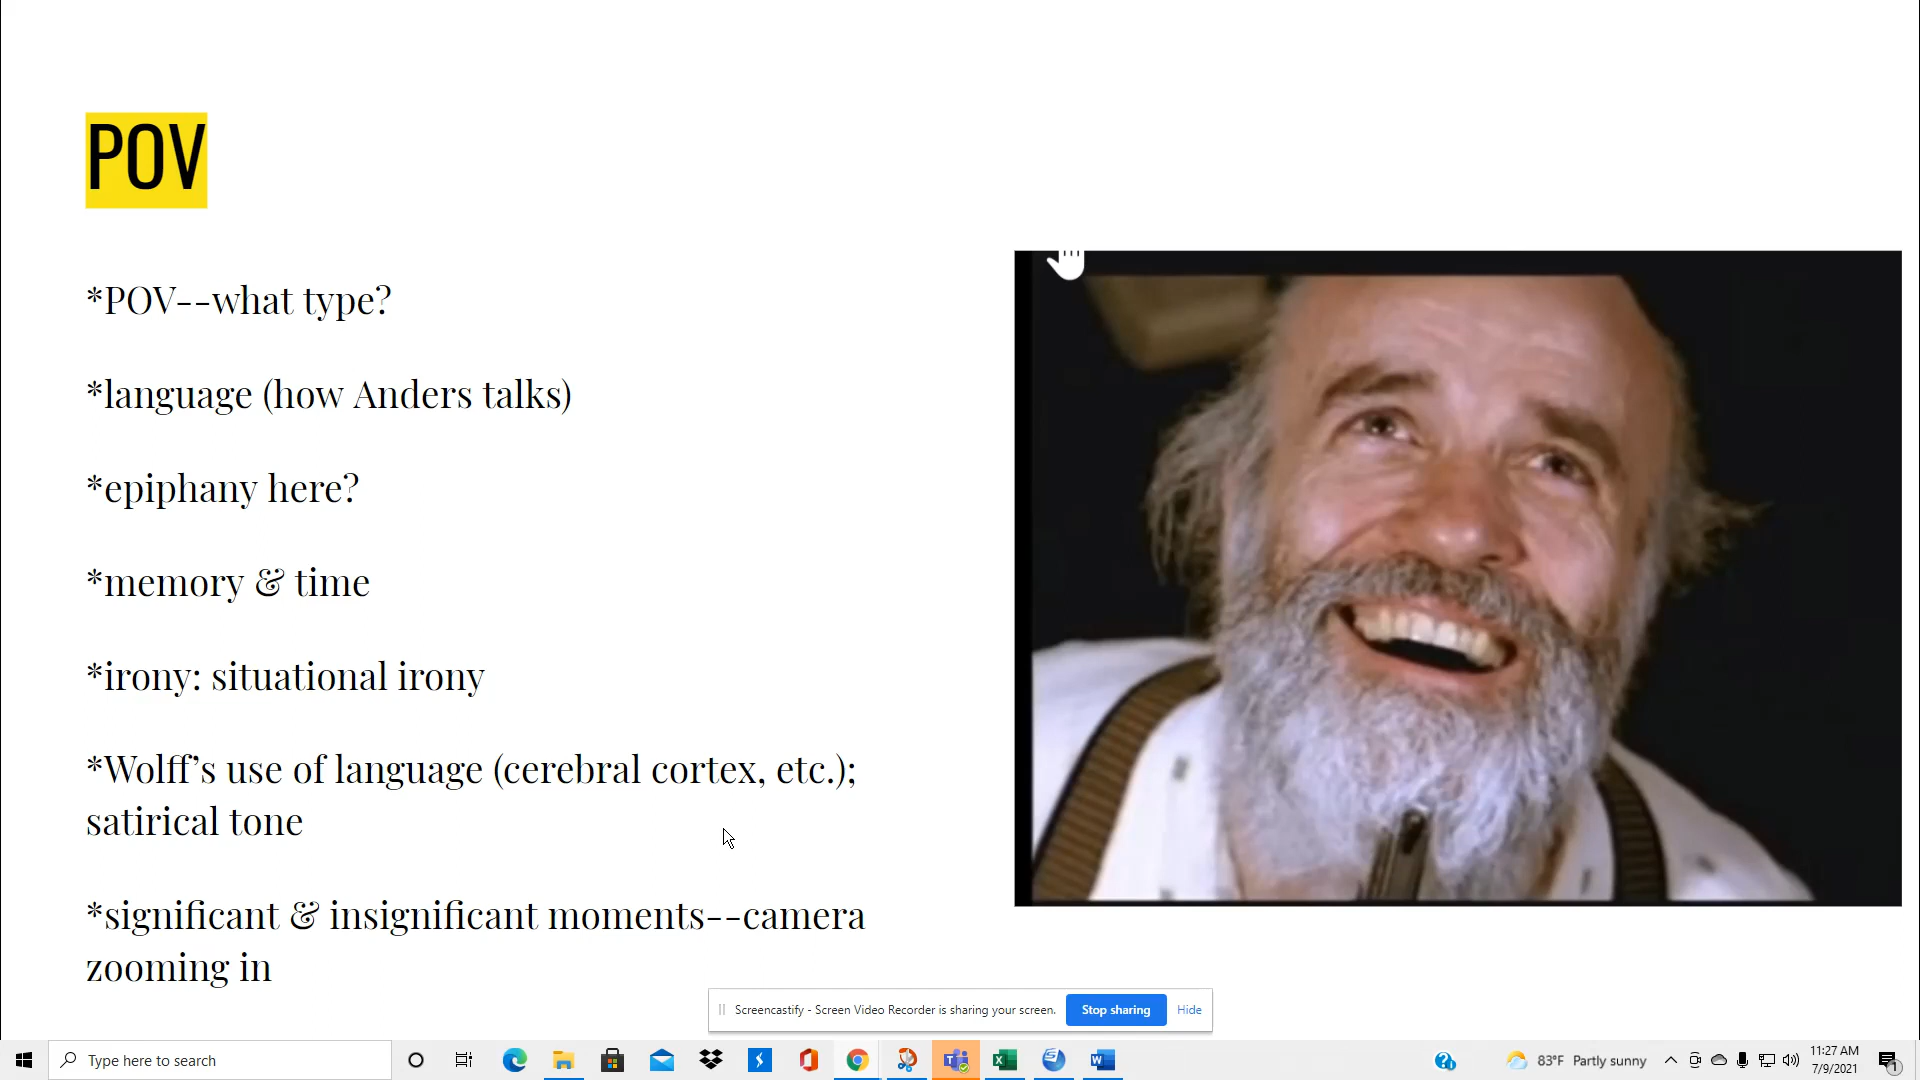 POV
*POV--what type?
*language (how Anders talks)
*epiphany here?
*memory & time
*irony: situational irony
*Wolff's use of language (cerebral cortex, etc.);
satirical tone
*significant & insignificant moments--camera
zooming in
Screencastify - Screen Video Recorder is sharing your screen.
Stop sharing
Hide
Type here to search
83°F Partly sunny
11:27 AM
7/9/2021
1